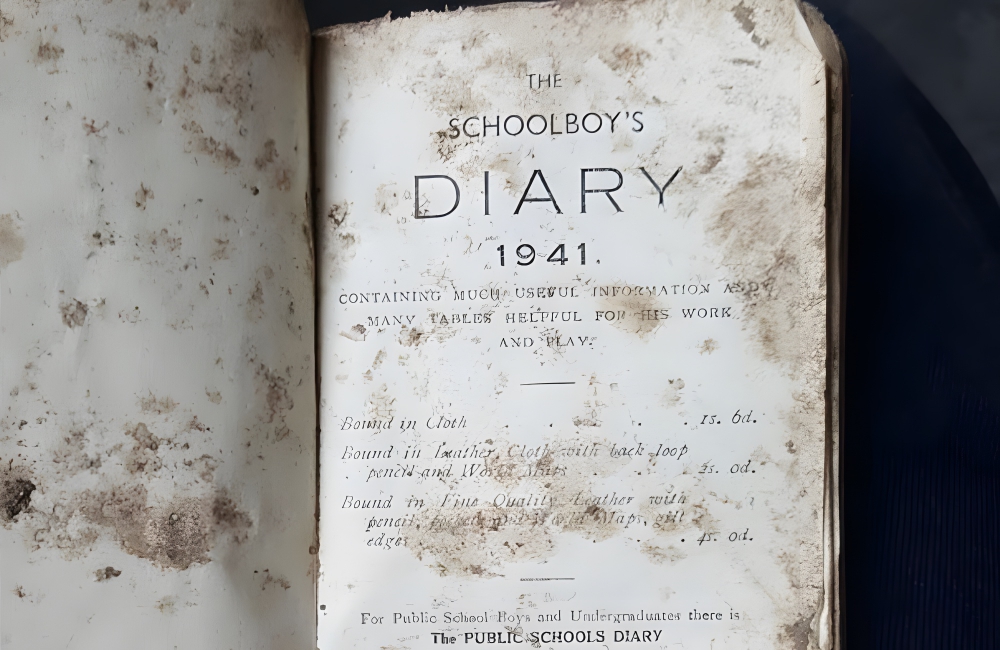 THE
SCHOOLBOY'S
DIARY
1941.
CONTAINING MUCH USEFUL INFORMATION AND
MANY TABLES HELPFUL FOR HIS WORK
AND PLAY.
Bound in Cloth . . . . . 1s. 6d.
Bound in Leather Cloth with back loop
pencil and World Maps . . . s. 0d.
Bound in Fine Quality Leather with
pencil, pocket and World Maps, gilt
edges . . . . 4s. 0d.
For Public School Boys and Undergraduates there is
The PUBLIC SCHOOLS DIARY